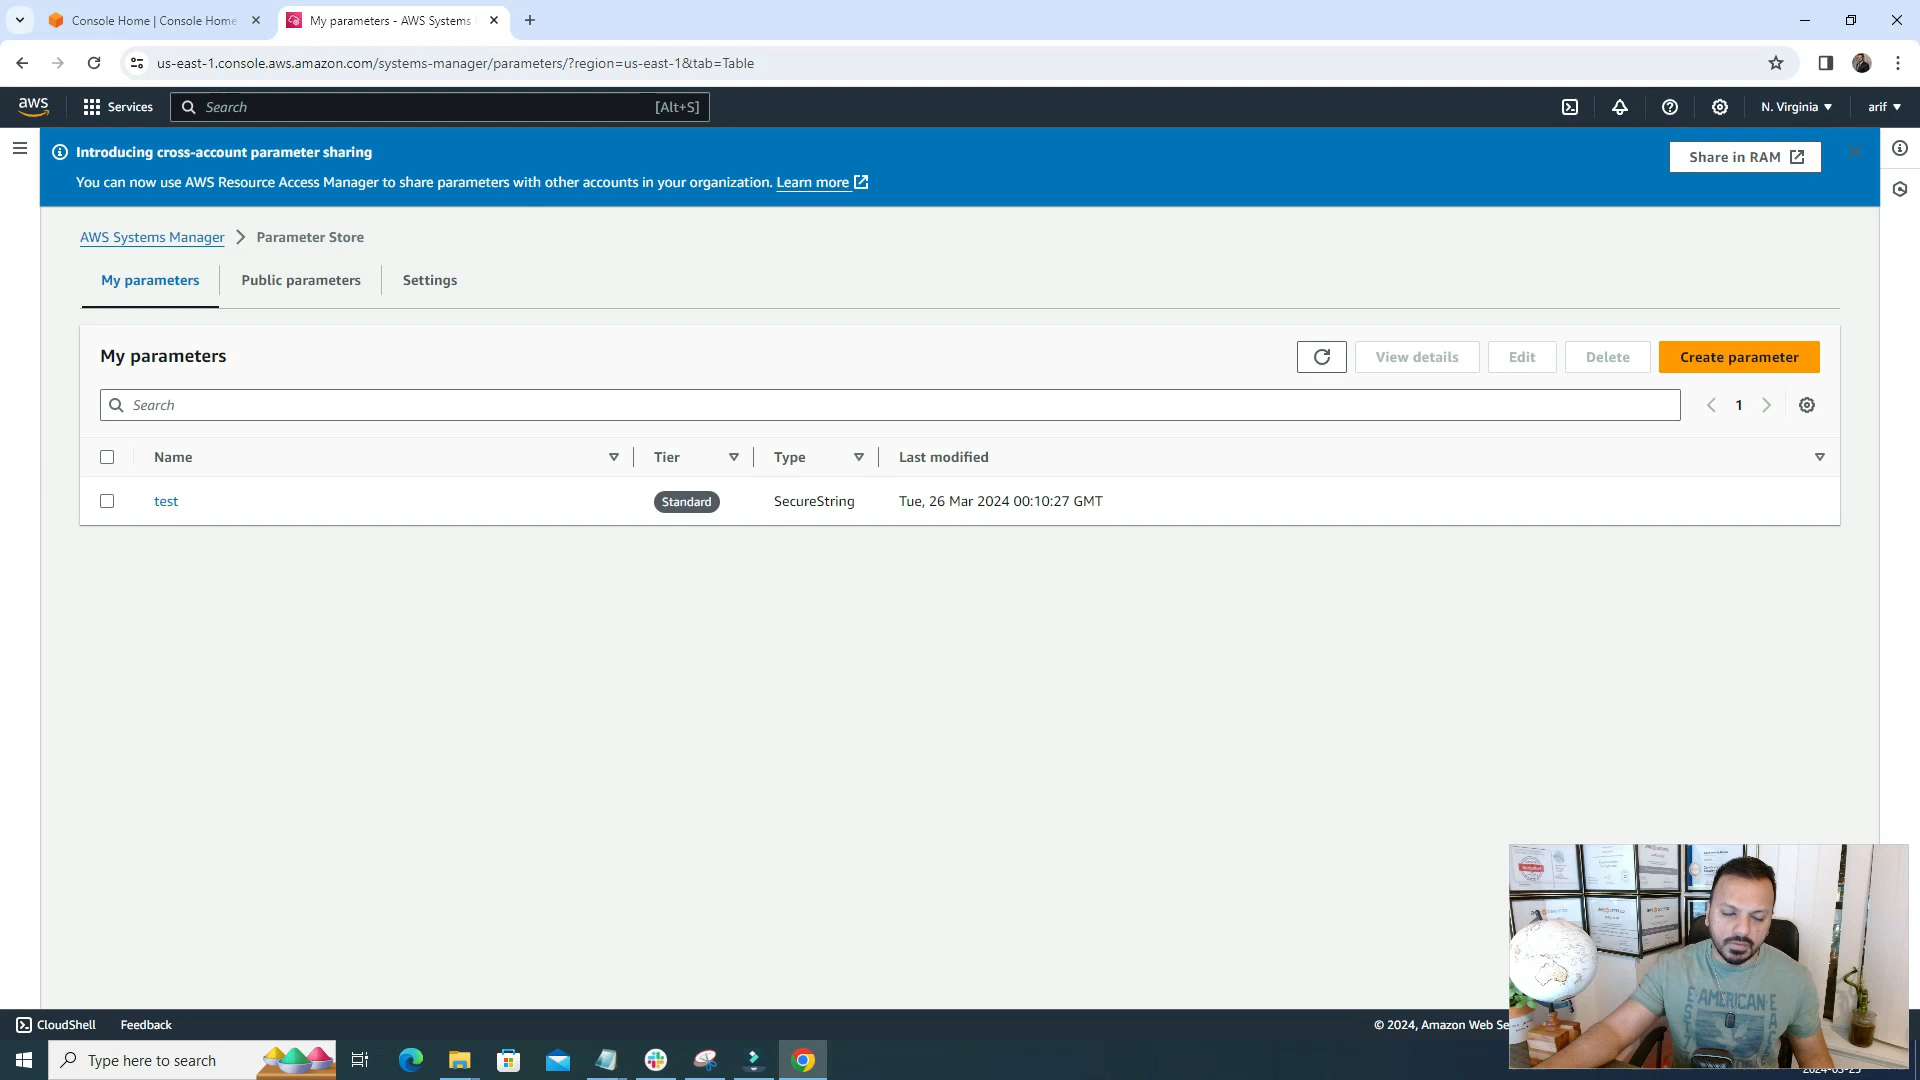 Console Home | Console Home
My parameters - AWS Systems
us-east-1.console.aws.amazon.com/systems-manager/parameters/?region=us-east-1&tab=Table
aws
Services
Search
[Alt+S]
N. Virginia
arif
Introducing cross-account parameter sharing
You can now use AWS Resource Access Manager to share parameters with other accounts in your organization. Learn more
Share in RAM
AWS Systems Manager
Parameter Store
My parameters
Public parameters
Settings
My parameters
View details
Edit
Delete
Create parameter
Search
1
Name
Tier
Type
Last modified
test
Standard
SecureString
Tue, 26 Mar 2024 00:10:27 GMT
CloudShell
Feedback
© 2024, Amazon Web Se
AMERICAN
Type here to search